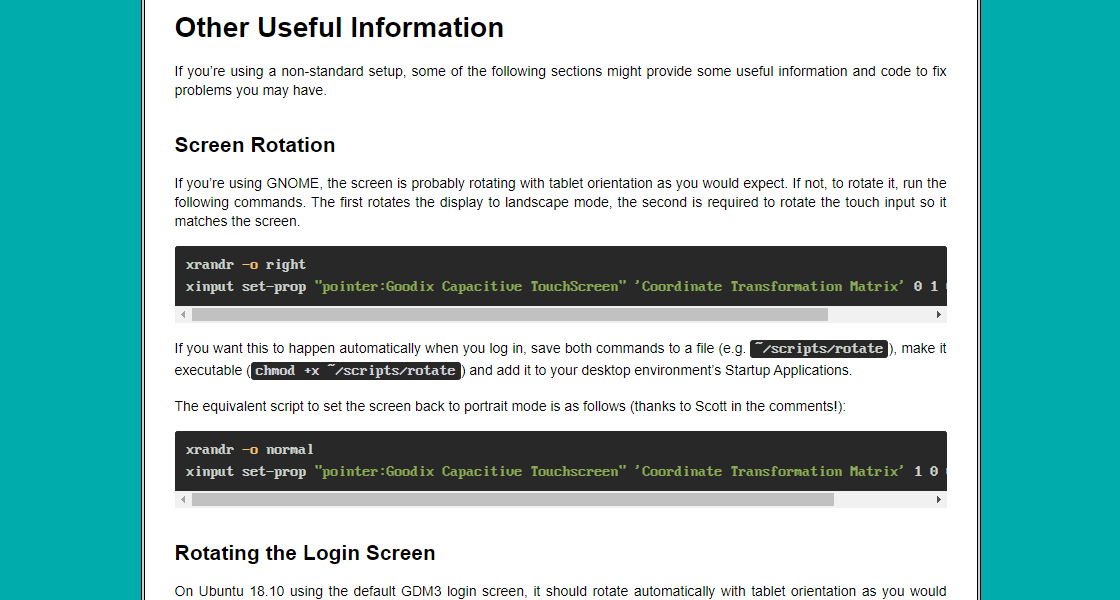 Other Useful Information
If you’re using a non-standard setup, some of the following sections might provide some useful information and code to fix
problems you may have.
Screen Rotation
If you’re using GNOME, the screen is probably rotating with tablet orientation as you would expect. If not, to rotate it, run the
following commands. The first rotates the display to landscape mode, the second is required to rotate the touch input so it
matches the screen.
xrandr -o right
xinput set-prop "pointer:Goodix Capacitive TouchScreen" 'Coordinate Transformation Matrix' 0 1
If you want this to happen automatically when you log in, save both commands to a file (e.g. ~/scripts/rotate), make it
executable (chmod +x ~/scripts/rotate) and add it to your desktop environment’s Startup Applications.
The equivalent script to set the screen back to portrait mode is as follows (thanks to Scott in the comments!):
xrandr -o normal
xinput set-prop "pointer:Goodix Capacitive Touchscreen" 'Coordinate Transformation Matrix' 1 0
Rotating the Login Screen
On Ubuntu 18.10 using the default GDM3 login screen, it should rotate automatically with tablet orientation as you would